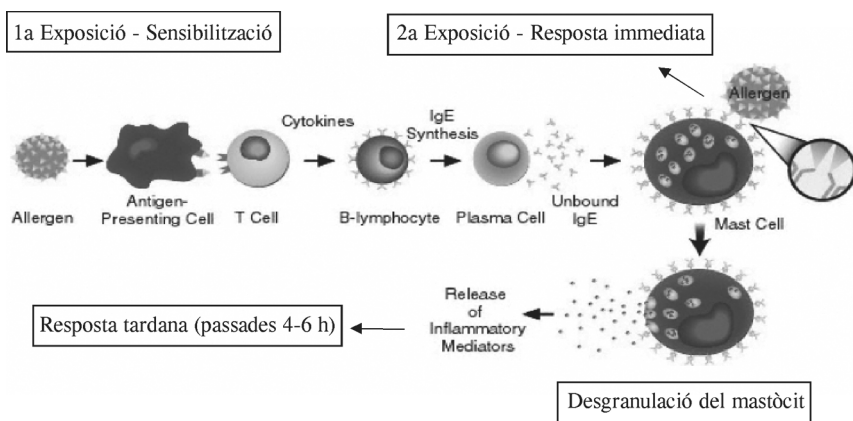 1a Exposició - Sensibilització
2a Exposició - Resposta immediata
Allergen
Cytokines
IgE
Synthesis
Allergen
Antigen-
Presenting Cell
T Cell
B-lymphocyte
Plasma Cell
Unbound
IgE
Mast Cell
Resposta tardana (passades 4-6 h)
Release
of
Inflammatory
Mediators
Desgranulació del mastòcit